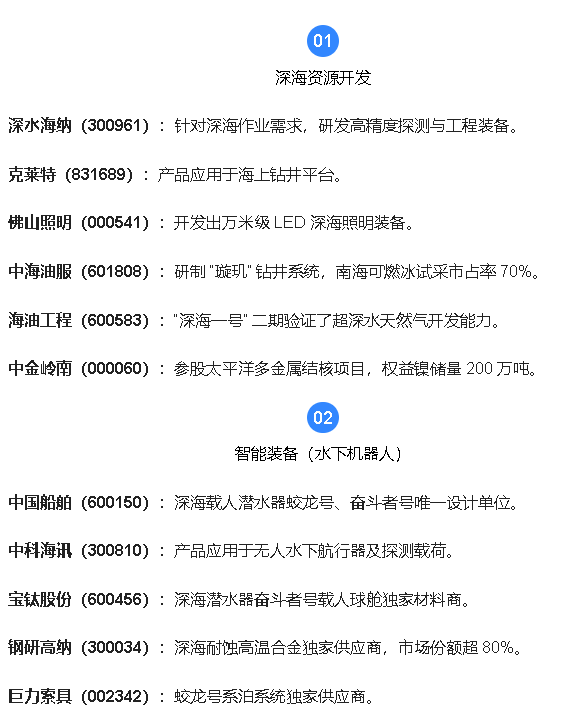 01
深海资源开发
深水海纳（300961）：针对深海作业需求，研发高精度探测与工程装备。
克莱特（831689）：产品应用于海上钻井平台。
佛山照明（000541）：开发出万米级 LED 深海照明装备。
中海油服（601808）：研制“璇玑”钻井系统，南海可燃冰试采市占率 70%。
海油工程（600583）：“深海一号”二期验证了超深水天然气开发能力。
中金岭南（000060）：参股太平洋多金属结核项目，权益镍储量 200 万吨。
02
智能装备（水下机器人）
中国船舶（600150）：深海载人潜水器蛟龙号、奋斗者号唯一设计单位。
中科海讯（300810）：产品应用于无人水下航行器及探测载荷。
宝钛股份（600456）：深海潜水器奋斗者号载人球舱独家材料商。
钢研高纳（300034）：深海耐蚀高温合金独家供应商，市场份额超 80%。
巨力索具（002342）：蛟龙号系泊系统独家供应商。